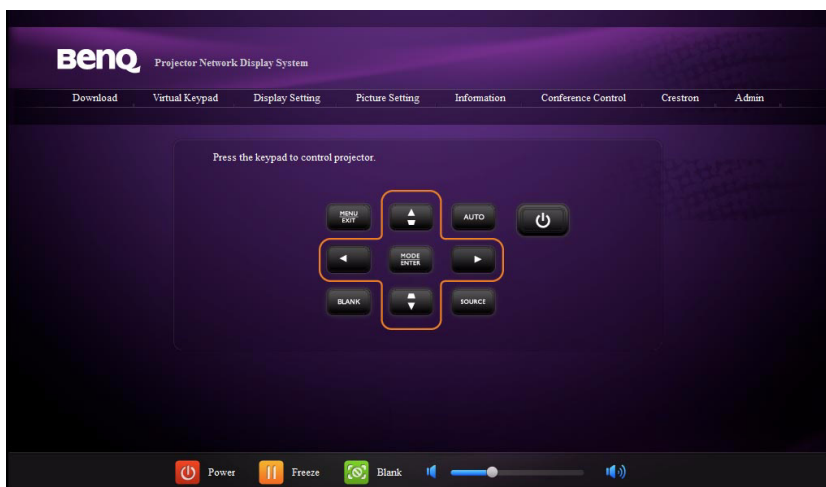 BenQ Projector Network Display System
Download Virtual Keypad Display Setting Picture Setting Information Conference Control Crestron Admin
Press the keypad to control projector.
MENU
EXIT
AUTO
MODE
ENTER
BLANK
SOURCE
Power Freeze Blank